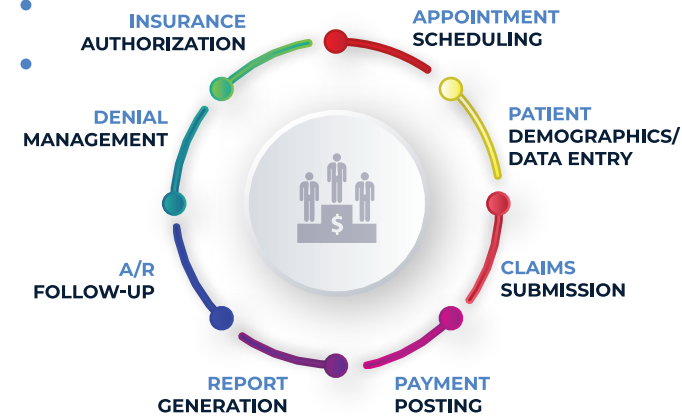 INSURANCE
AUTHORIZATION
APPOINTMENT
SCHEDULING
DENIAL
MANAGEMENT
PATIENT
DEMOGRAPHICS/
DATA ENTRY
A/R
FOLLOW-UP
CLAIMS
SUBMISSION
REPORT
GENERATION
PAYMENT
POSTING
$